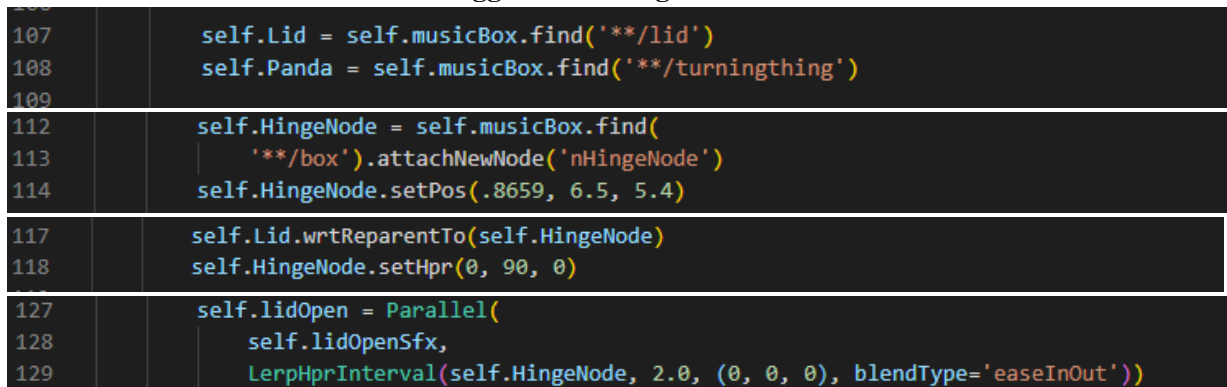 107 self.Lid = self.musicBox.find('**/lid')
108 self.Panda = self.musicBox.find('**/turningthing')
109
112 self.HingeNode = self.musicBox.find(
113 '**/box').attachNewNode('nHingeNode')
114 self.HingeNode.setPos(.8659, 6.5, 5.4)
117 self.Lid.wrtReparentTo(self.HingeNode)
118 self.HingeNode.setHpr(0, 90, 0)
127 self.lidOpen = Parallel(
128 self.lidOpenSfx,
129 LerpHprInterval(self.HingeNode, 2.0, (0, 0, 0), blendType='easeInOut'))